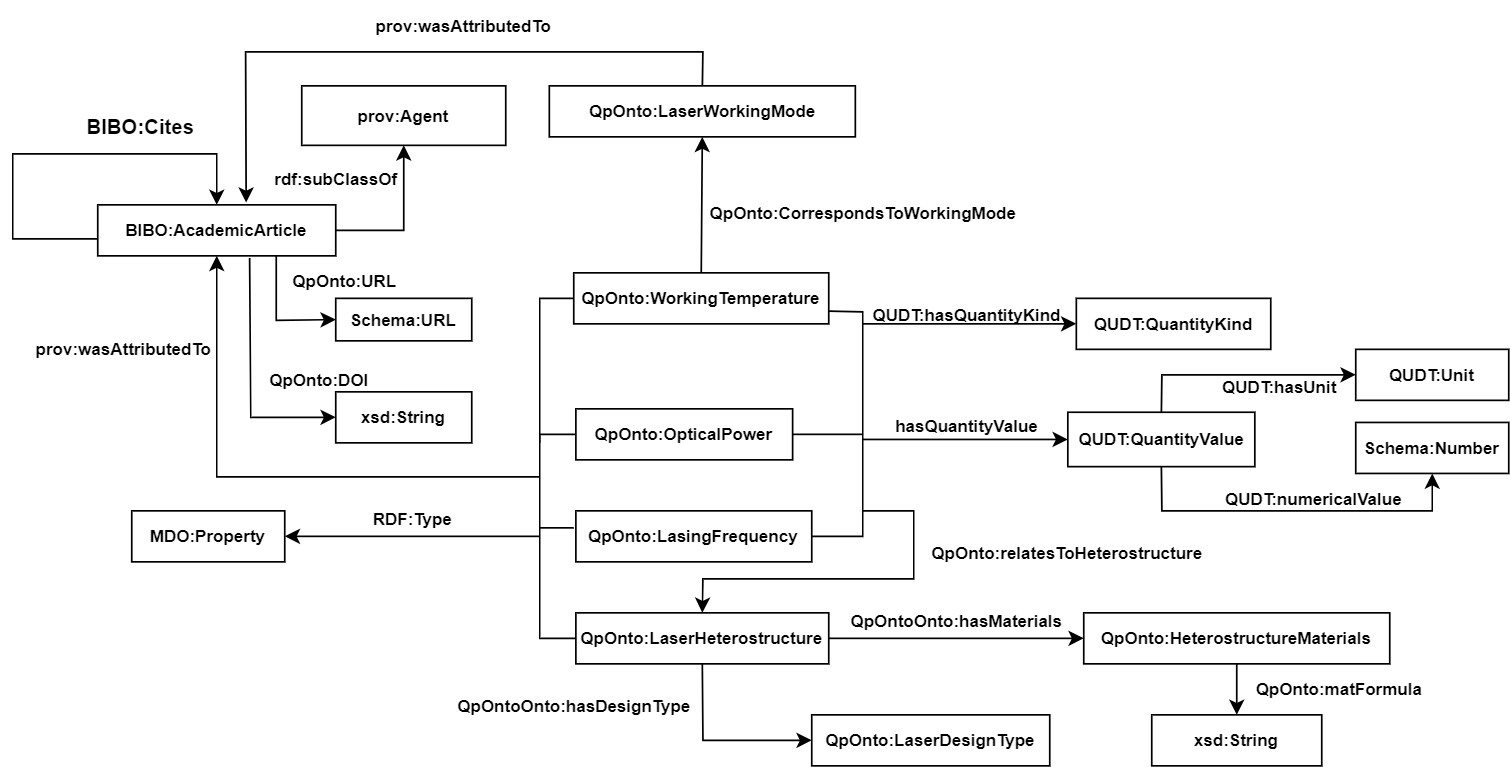 prov:wasAttributedTo
prov:Agent
QpOnto:LaserWorkingMode
BIBO:Cites
rdf:subClassOf
QpOnto:CorrespondsToWorkingMode
BIBO:AcademicArticle
QpOnto:URL
QpOnto:WorkingTemperature
Schema:URL
QUDT:hasQuantityKind
QUDT:QuantityKind
prov:wasAttributedTo
QpOnto:DOI
QUDT:hasUnit
QUDT:Unit
xsd:String
QpOnto:OpticalPower
hasQuantityValue
QUDT:QuantityValue
Schema:Number
QUDT:numericalValue
RDF:Type
MDO:Property
QpOnto:LasingFrequency
QpOnto:relatesToHeterostructure
QpOnto:LaserHeterostructure
QpOntoOnto:hasMaterials
QpOnto:HeterostructureMaterials
QpOnto:matFormula
QpOntoOnto:hasDesignType
QpOnto:LaserDesignType
xsd:String